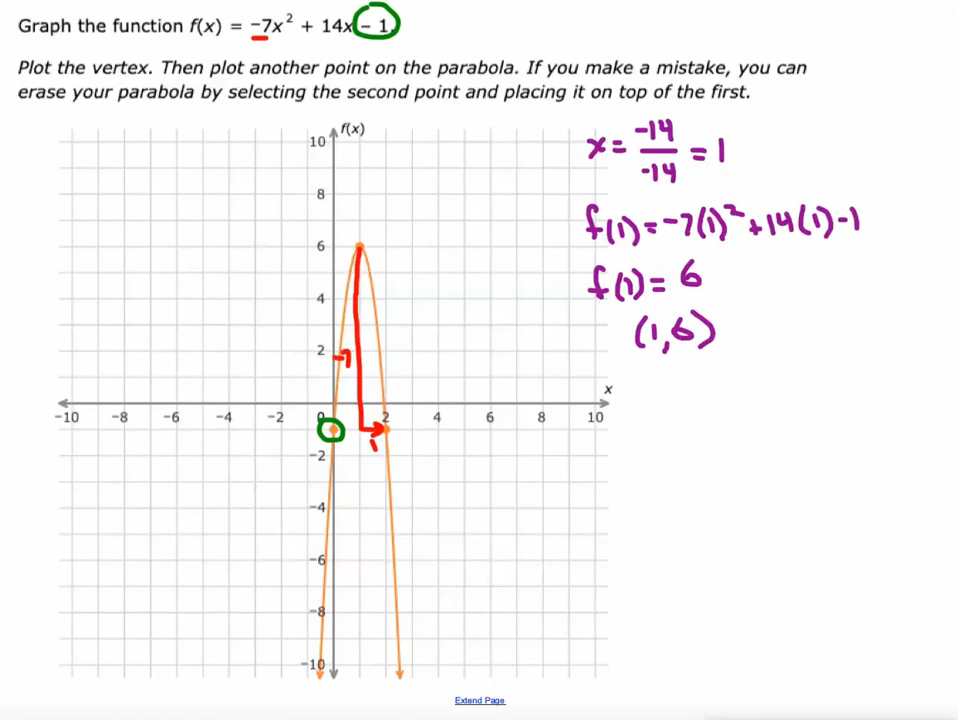 Graph the function f(x) = −7x² + 14x − 1.
Plot the vertex. Then plot another point on the parabola. If you make a mistake, you can
erase your parabola by selecting the second point and placing it on top of the first.
f(x)
x = -14/-14 = 1
f(1) = -7(1)² + 14(1) - 1
f(1) = 6
(1,6)
10
8
6
4
2
-7
x
−10 −8 −6 −4 −2 0 2 4 6 8 10
1
−2
−4
−6
−8
−10
Extend Page